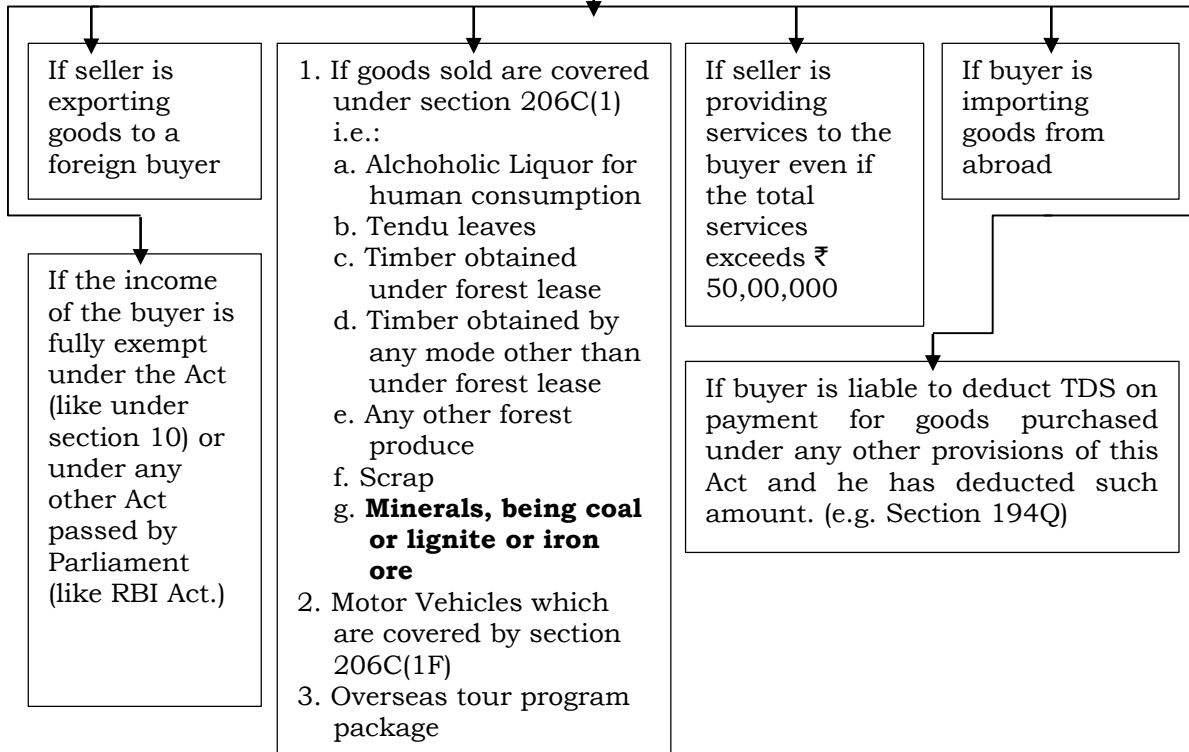 If seller is
exporting
goods to a
foreign buyer
1. If goods sold are covered
under section 206C(1)
i.e.:
a. Alchoholic Liquor for
human consumption
b. Tendu leaves
c. Timber obtained
under forest lease
d. Timber obtained by
any mode other than
under forest lease
e. Any other forest
produce
f. Scrap
g. Minerals, being coal
or lignite or iron
ore
2. Motor Vehicles which
are covered by section
206C(1F)
3. Overseas tour program
package
If seller is
providing
services to the
buyer even if
the total
services
exceeds ₹
50,00,000
If buyer is
importing
goods from
abroad
If the income
of the buyer is
fully exempt
under the Act
(like under
section 10) or
under any
other Act
passed by
Parliament
(like RBI Act.)
If buyer is liable to deduct TDS on
payment for goods purchased
under any other provisions of this
Act and he has deducted such
amount. (e.g. Section 194Q)